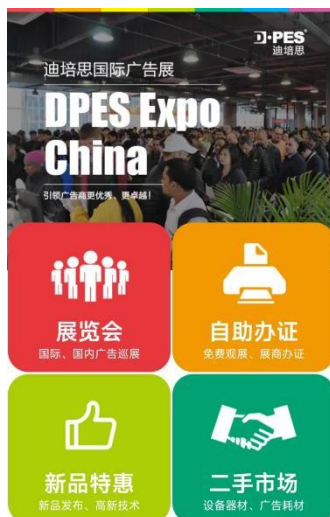 D·PES
迪培思
迪培思国际广告展
DPES Expo
China
引领广告商更优秀、更卓越！
展览会
国际、国内广告巡展
自助办证
免费观展、展商办证
新品特惠
新品发布、高新技术
二手市场
设备器材、广告耗材